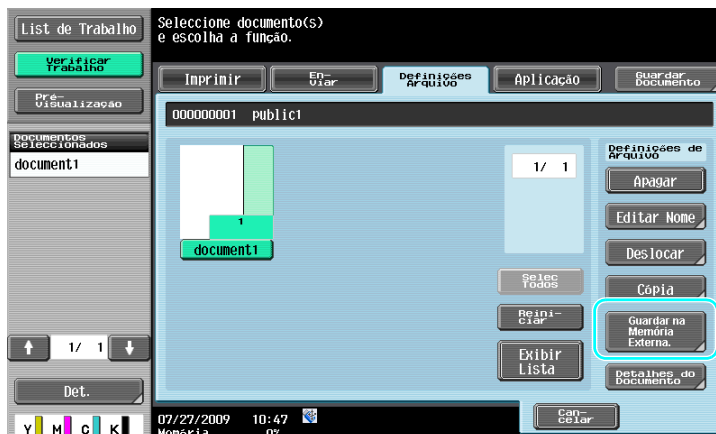 List de Trabalho
Verificar
Trabalho
Pré-
Visualização
Documentos
Seleccionados
document1
1/ 1
Det.
Y M C K
Seleccione documento(s)
e escolha a função.
Imprimir
En-
viar
Definições
Arquivo
Aplicação
Guardar
Documento
000000001 public1
1
document1
1/ 1
Selec
Todos
Reini-
ciar
Exibir
Lista
Definições de
Arquivo
Apagar
Editar Nome
Deslocar
Cópia
Guardar na
Memória
Externa.
Detalhes do
Documento
07/27/2009 10:47
Memória 0%
Can-
celar